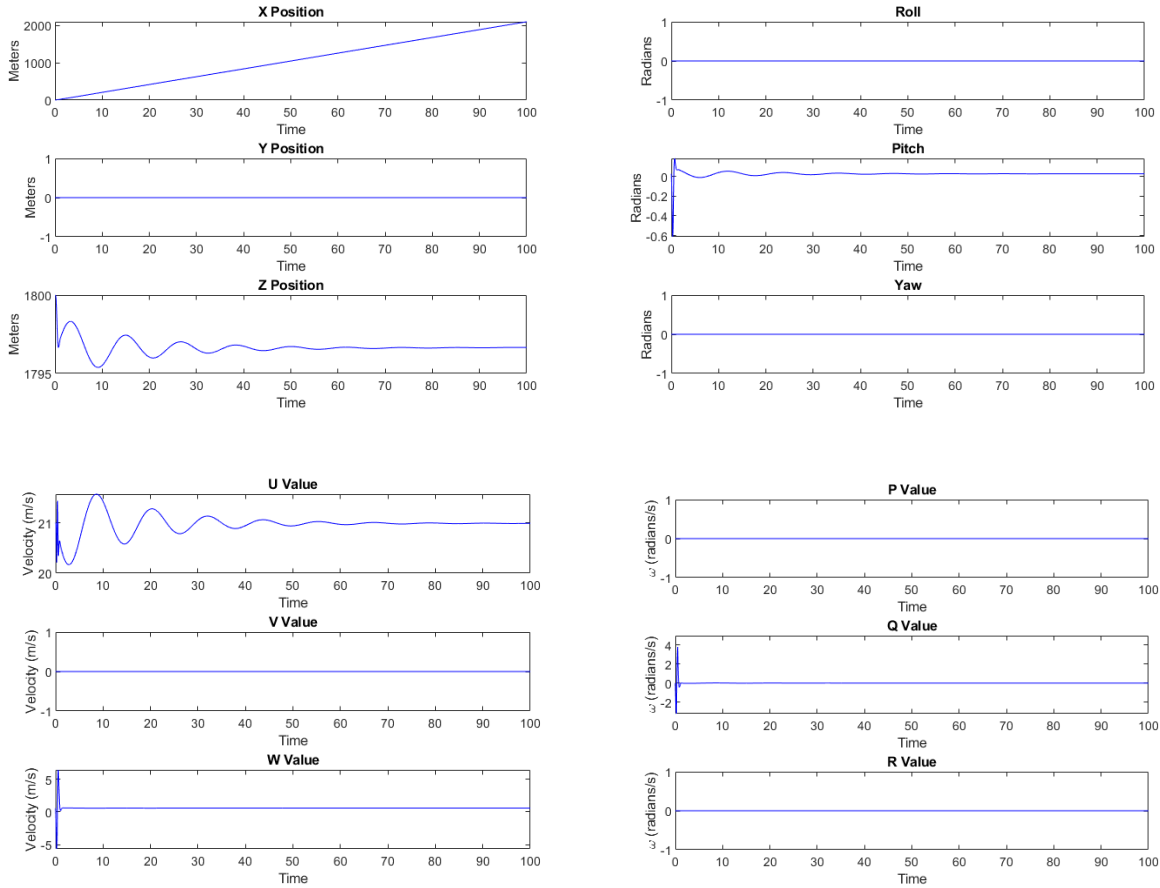 X Position
Meters
2000
1000
0
0 10 20 30 40 50 60 70 80 90 100
Time
Y Position
Meters
1
0
-1
0 10 20 30 40 50 60 70 80 90 100
Time
Z Position
Meters
1800
1795
0 10 20 30 40 50 60 70 80 90 100
Time
Roll
Radians
1
0
-1
0 10 20 30 40 50 60 70 80 90 100
Time
Pitch
Radians
0
-0.2
-0.4
-0.6
0 10 20 30 40 50 60 70 80 90 100
Time
Yaw
Radians
1
0
-1
0 10 20 30 40 50 60 70 80 90 100
Time
U Value
Velocity (m/s)
21
20
0 10 20 30 40 50 60 70 80 90 100
Time
V Value
Velocity (m/s)
1
0
-1
0 10 20 30 40 50 60 70 80 90 100
Time
W Value
Velocity (m/s)
5
0
-5
0 10 20 30 40 50 60 70 80 90 100
Time
P Value
ω (radians/s)
1
0
-1
0 10 20 30 40 50 60 70 80 90 100
Time
Q Value
ω (radians/s)
4
2
0
-2
0 10 20 30 40 50 60 70 80 90 100
Time
R Value
ω (radians/s)
1
0
-1
0 10 20 30 40 50 60 70 80 90 100
Time